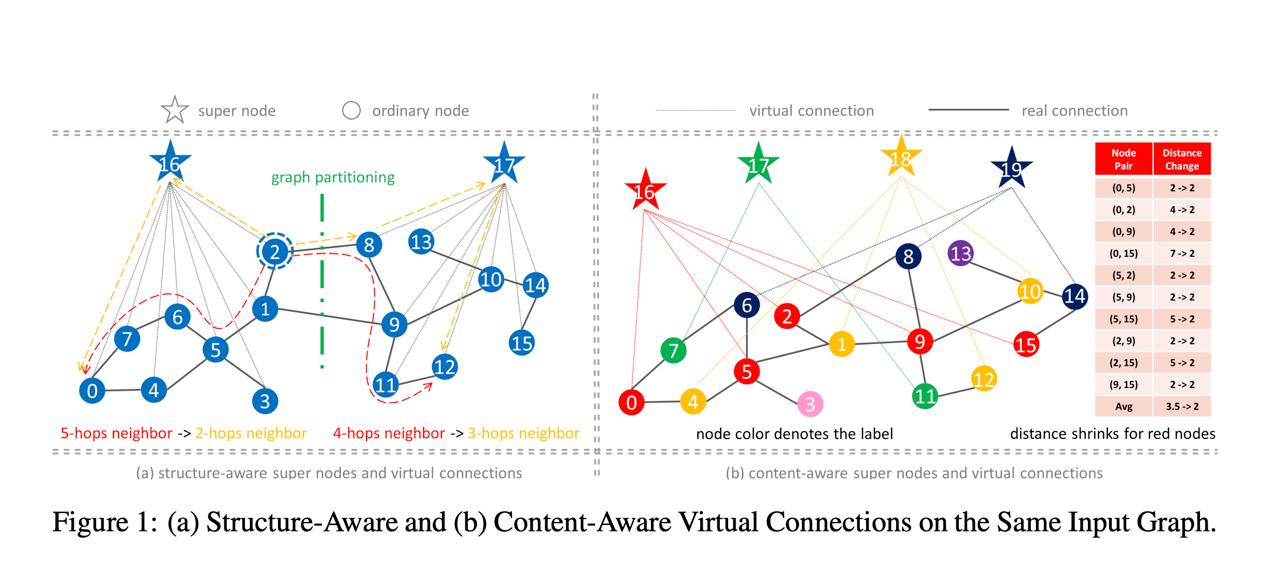 super node
ordinary node
virtual connection
real connection
16
17
graph partitioning
2
8
13
10
14
6
1
9
7
5
15
12
0
4
3
11
5-hops neighbor -> 2-hops neighbor
4-hops neighbor -> 3-hops neighbor
(a) structure-aware super nodes and virtual connections
16
17
18
19
8
13
6
2
10
14
7
1
9
15
5
0
4
3
11
12
node color denotes the label
distance shrinks for red nodes
Node Pair Distance Change
(0, 5) 2 -> 2
(0, 2) 4 -> 2
(0, 9) 4 -> 2
(0, 15) 7 -> 2
(5, 2) 2 -> 2
(5, 9) 2 -> 2
(5, 15) 5 -> 2
(2, 9) 2 -> 2
(2, 15) 5 -> 2
(9, 15) 2 -> 2
Avg 3.5 -> 2
(b) content-aware super nodes and virtual connections
Figure 1: (a) Structure-Aware and (b) Content-Aware Virtual Connections on the Same Input Graph.